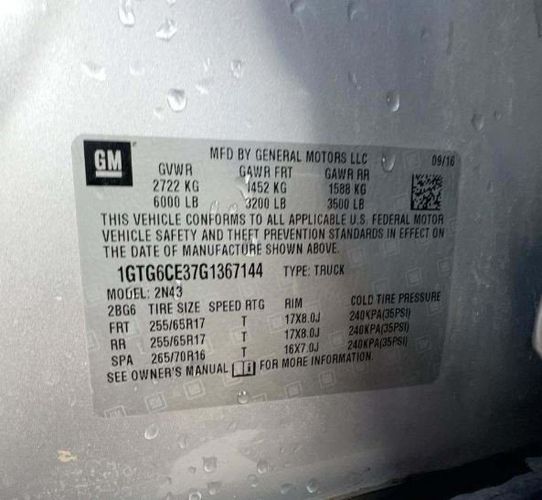 GM
MFD BY GENERAL MOTORS LLC 09/16
GVWR GAWR FRT GAWR RR
2722 KG 1452 KG 1588 KG
6000 LB 3200 LB 3500 LB
THIS VEHICLE CONFORMS TO ALL APPLICABLE U.S. FEDERAL MOTOR
VEHICLE SAFETY AND THEFT PREVENTION STANDARDS IN EFFECT ON
THE DATE OF MANUFACTURE SHOWN ABOVE.
1GTG6CE37G1367144 TYPE: TRUCK
MODEL: 2N43
2BG6 TIRE SIZE SPEED RTG RIM COLD TIRE PRESSURE
FRT 255/65R17 T 17X8.0J 240KPA(35PSI)
RR 255/65R17 T 17X8.0J 240KPA(35PSI)
SPA 265/70R16 T 16X7.0J 240KPA(35PSI)
SEE OWNER'S MANUAL FOR MORE INFORMATION.